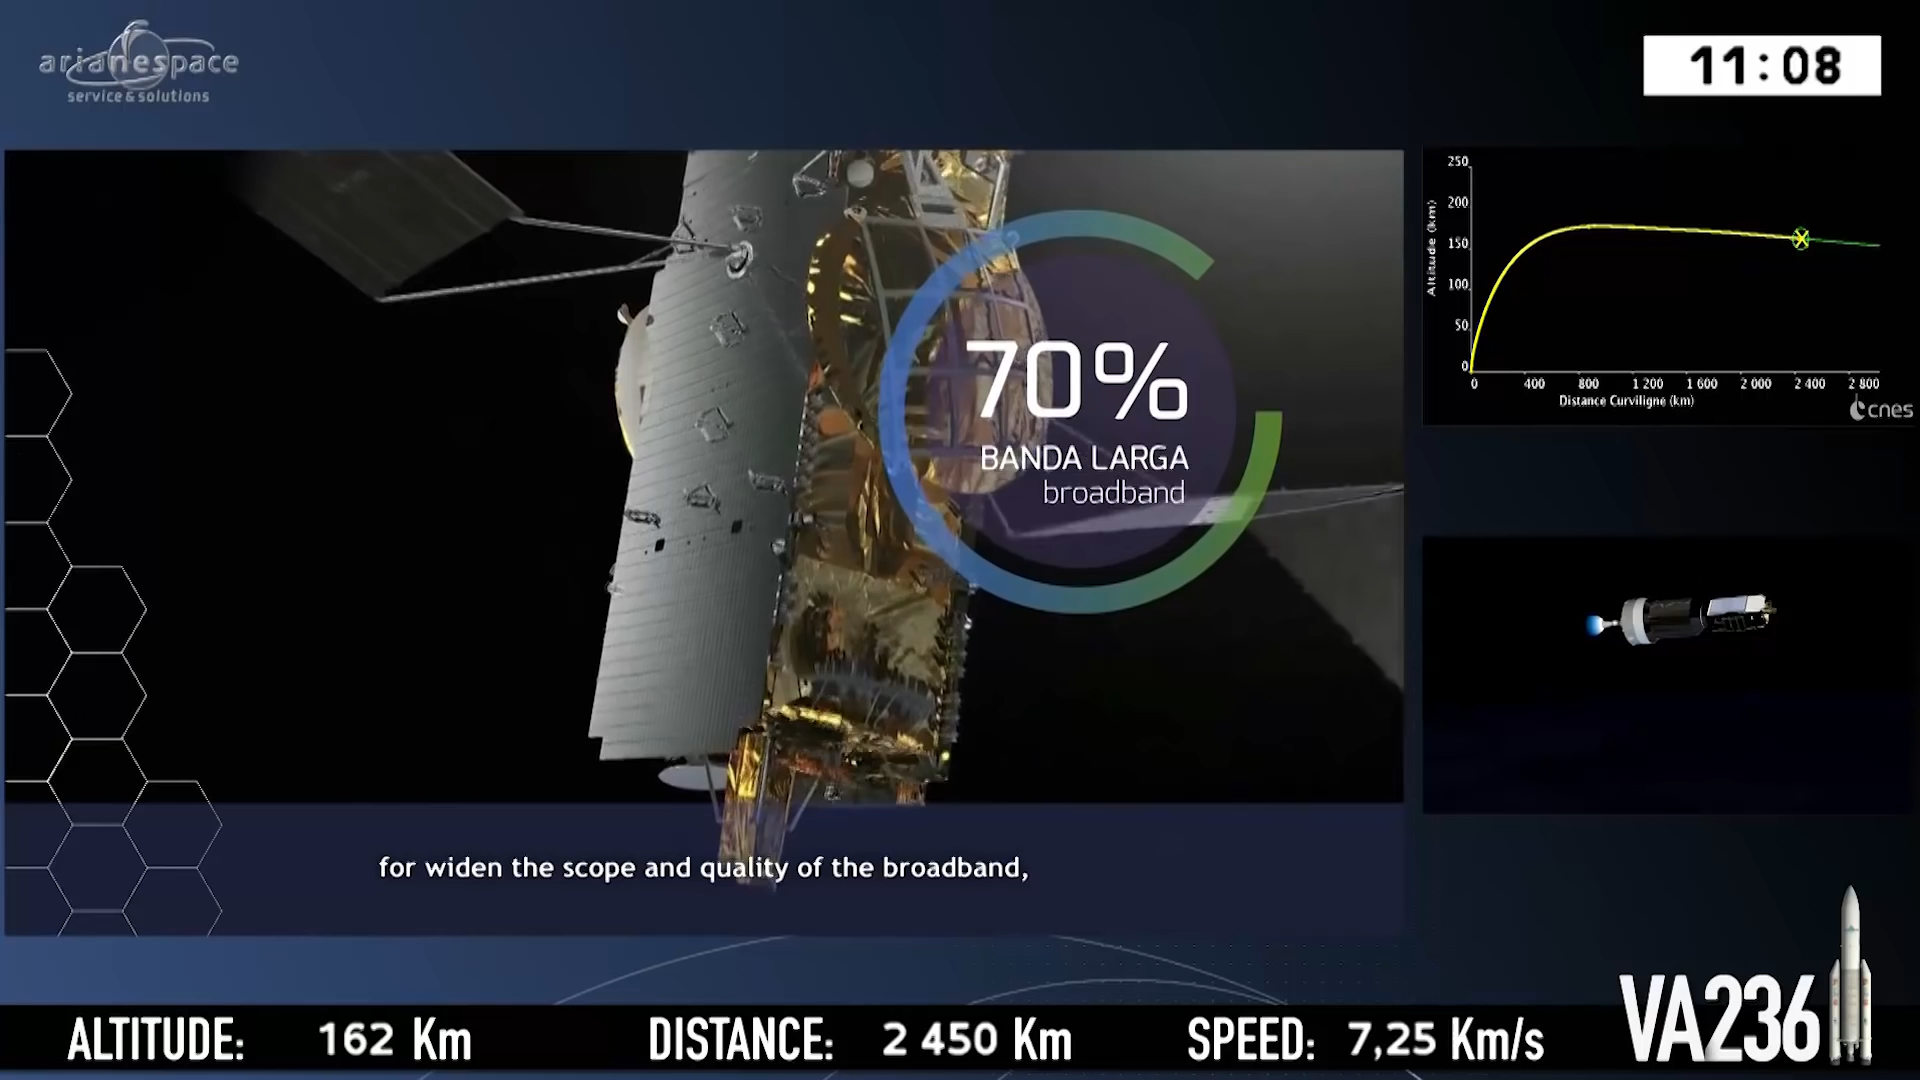 arianespace
service & solutions
11:08
70%
BANDA LARGA
broadband
for widen the scope and quality of the broadband,
Altitude (km)
250
200
150
100
50
0
0 400 800 1 200 1 600 2 000 2 400 2 800
Distance Curviligne (km)
cnes
ALTITUDE: 162 Km DISTANCE: 2 450 Km SPEED: 7,25 Km/s
VA236